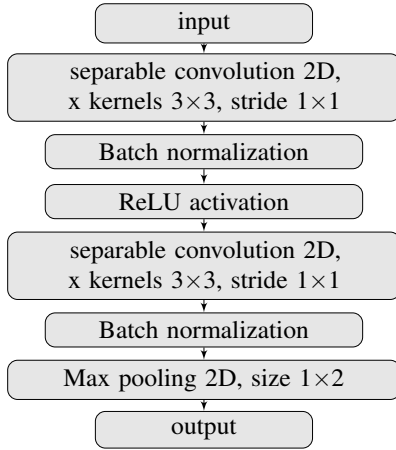 input
separable convolution 2D,
x kernels 3×3, stride 1×1
Batch normalization
ReLU activation
separable convolution 2D,
x kernels 3×3, stride 1×1
Batch normalization
Max pooling 2D, size 1×2
output